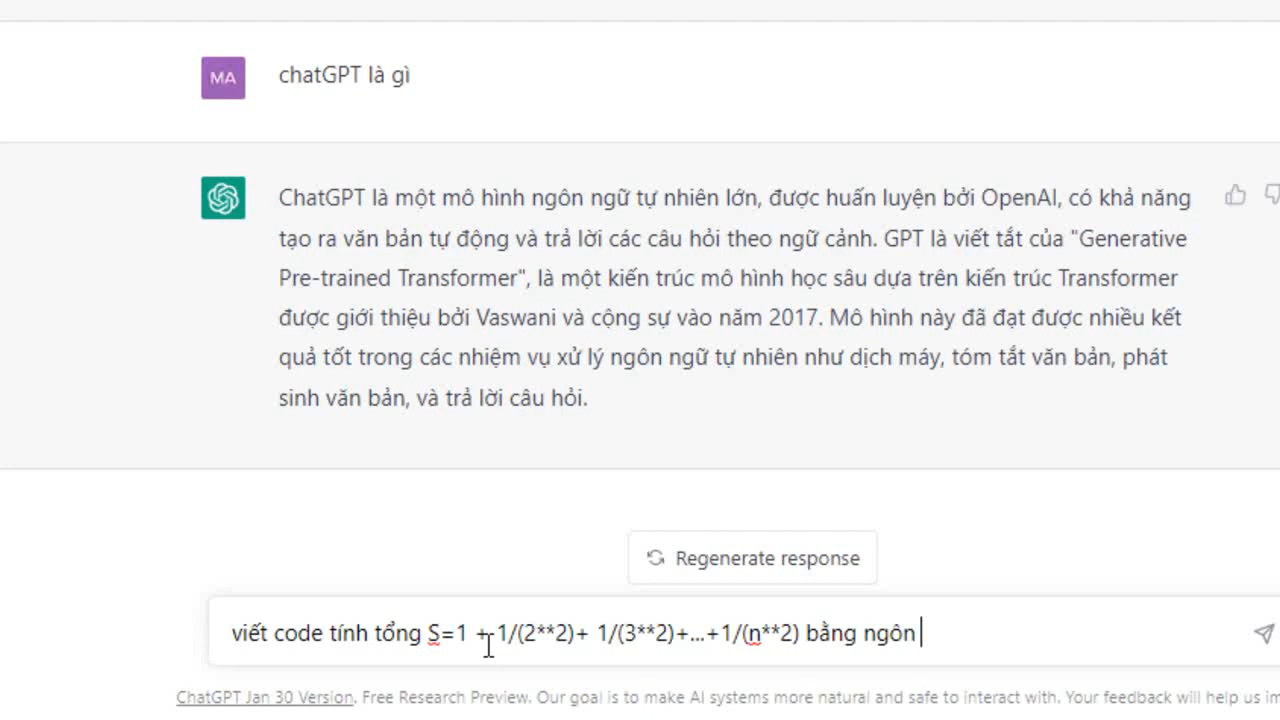 MA
chatGPT là gì
ChatGPT là một mô hình ngôn ngữ tự nhiên lớn, được huấn luyện bởi OpenAI, có khả năng
tạo ra văn bản tự động và trả lời các câu hỏi theo ngữ cảnh. GPT là viết tắt của "Generative
Pre-trained Transformer", là một kiến trúc mô hình học sâu dựa trên kiến trúc Transformer
được giới thiệu bởi Vaswani và cộng sự vào năm 2017. Mô hình này đã đạt được nhiều kết
quả tốt trong các nhiệm vụ xử lý ngôn ngữ tự nhiên như dịch máy, tóm tắt văn bản, phát
sinh văn bản, và trả lời câu hỏi.
Regenerate response
viết code tính tổng S=1 + 1/(2**2)+ 1/(3**2)+...+1/(n**2) bằng ngôn
ChatGPT Jan 30 Version. Free Research Preview. Our goal is to make AI systems more natural and safe to interact with. Your feedback will help us